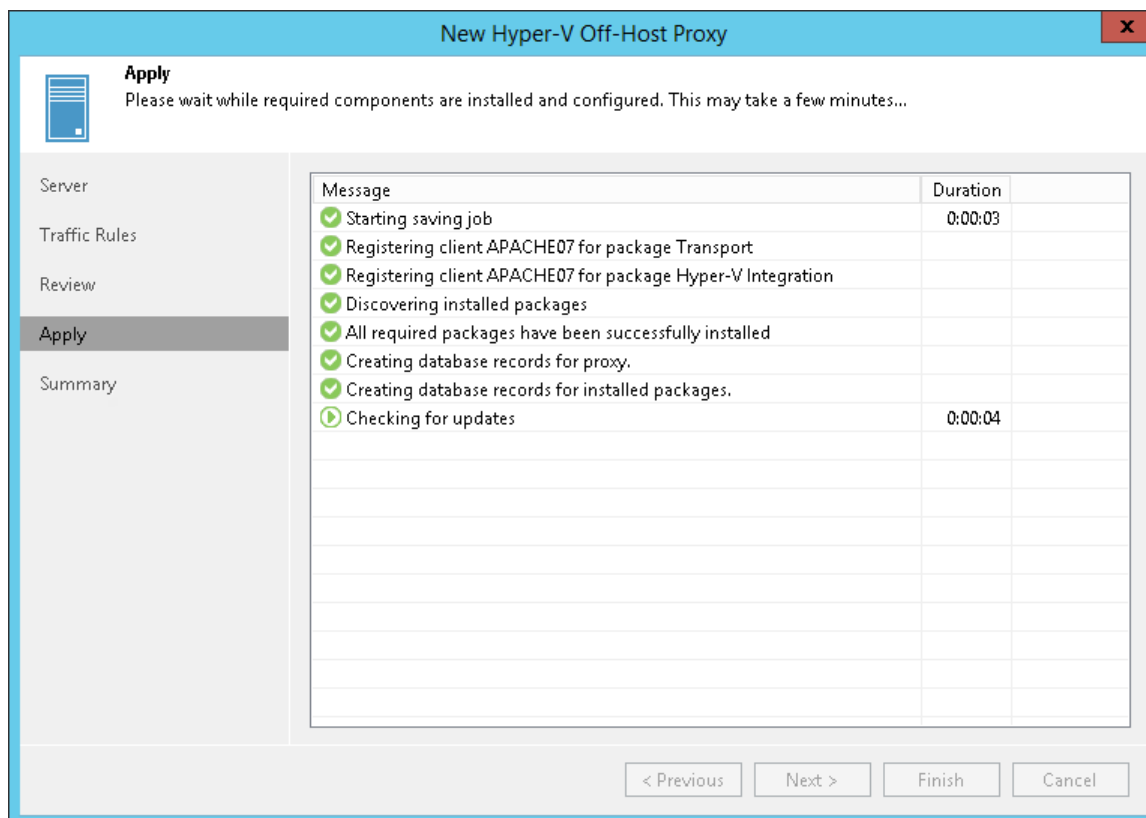 New Hyper-V Off-Host Proxy
x
Apply
Please wait while required components are installed and configured. This may take a few minutes...
Server
Traffic Rules
Review
Apply
Summary
Message Duration
Starting saving job 0:00:03
Registering client APACHE07 for package Transport
Registering client APACHE07 for package Hyper-V Integration
Discovering installed packages
All required packages have been successfully installed
Creating database records for proxy.
Creating database records for installed packages.
Checking for updates 0:00:04
< Previous Next > Finish Cancel